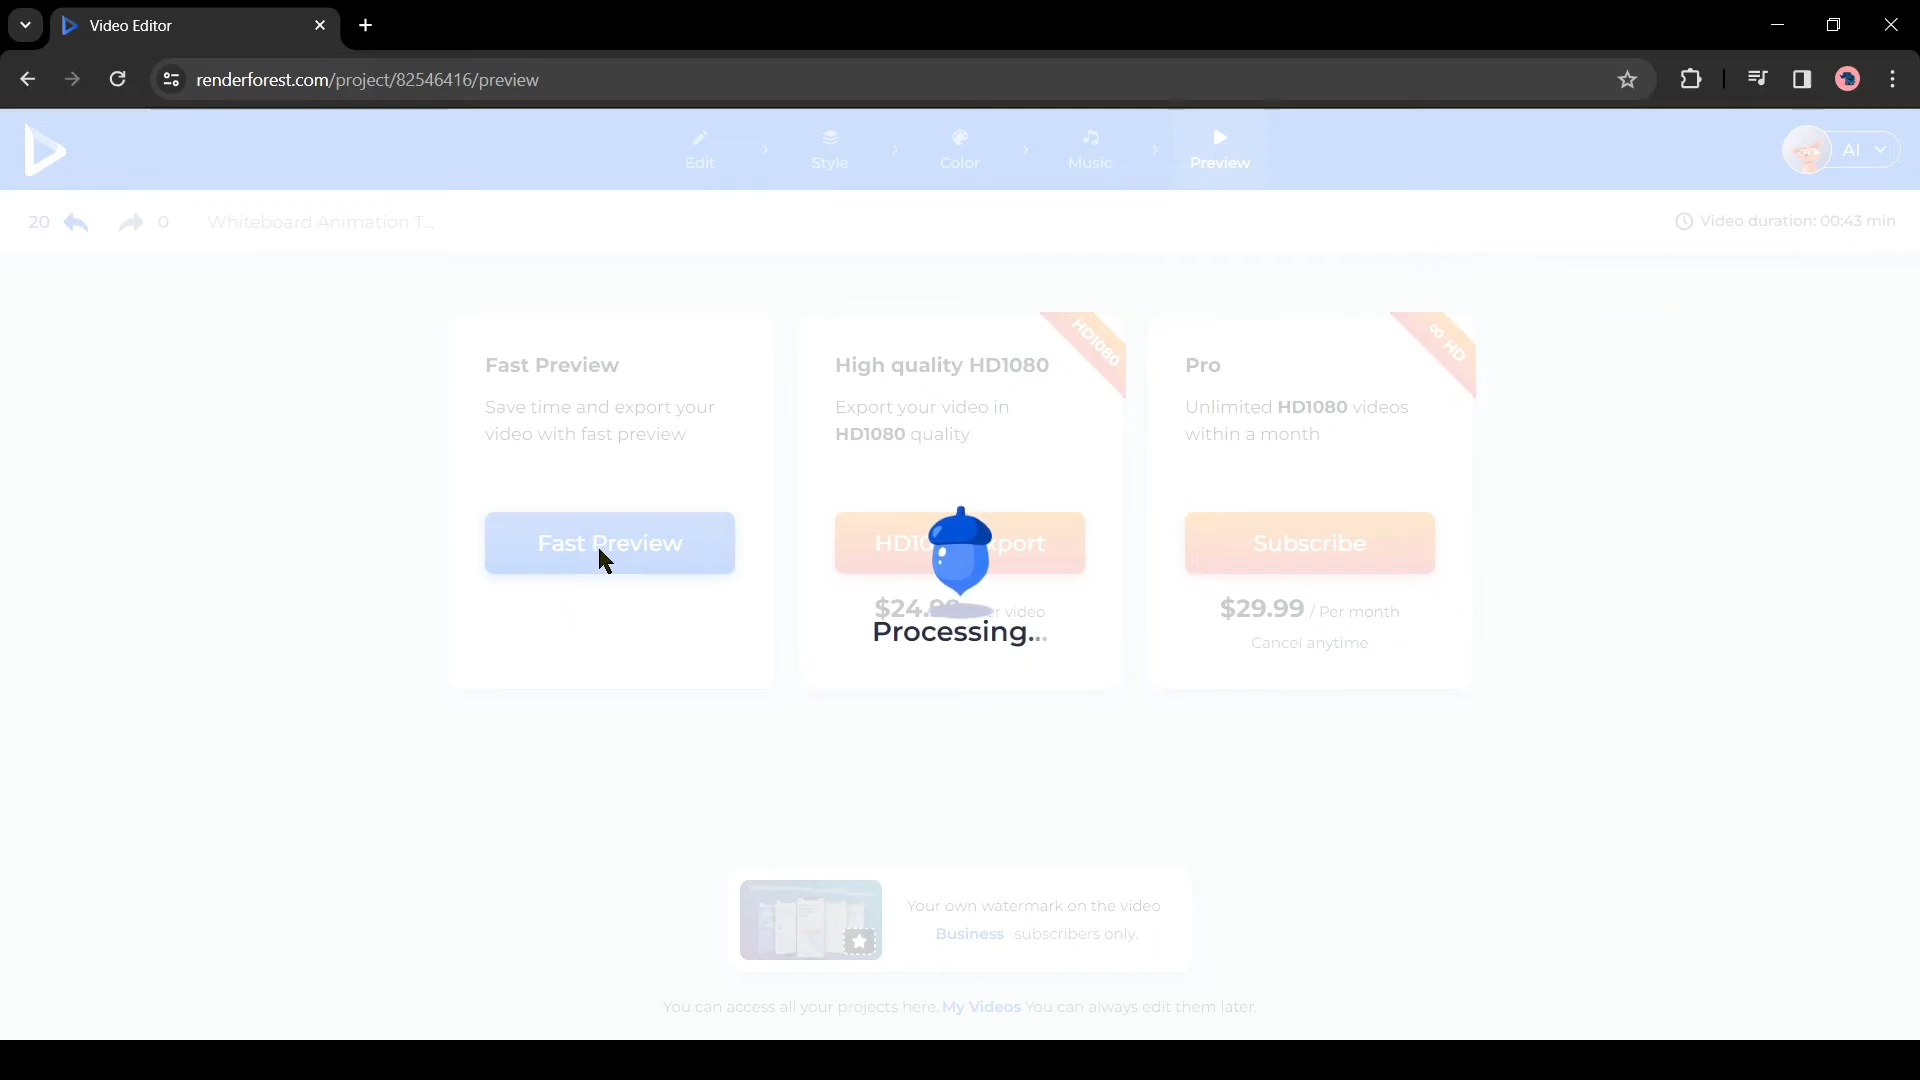 Video Editor
renderforest.com/project/82546416/preview
Edit
Style
Color
Music
Preview
AI
20
0
Whiteboard Animation T...
Video duration: 00:43 min
Fast Preview
Save time and export your
video with fast preview
Fast Preview
HD1080
High quality HD1080
Export your video in
HD1080 quality
$24.
video
Processing...
∞ HD
Pro
Unlimited HD1080 videos
within a month
Subscribe
$29.99 / Per month
Cancel anytime
Your own watermark on the video
Business subscribers only.
You can access all your projects here. My Videos You can always edit them later.